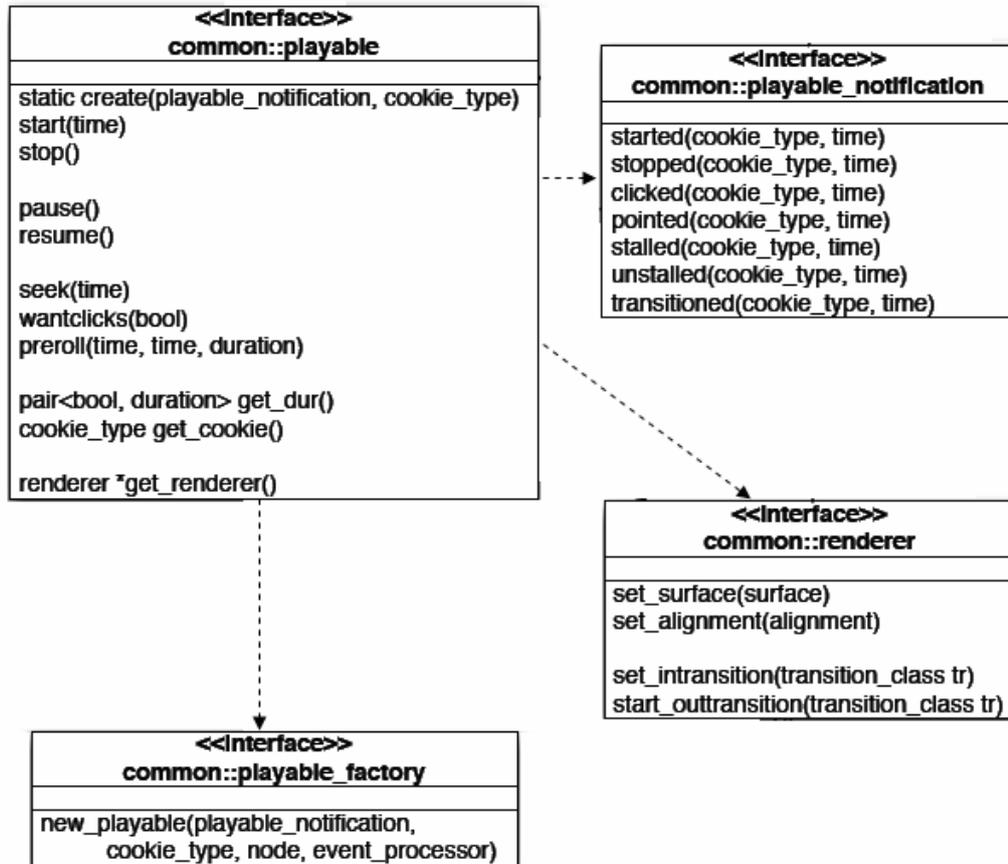 <<Interface>>
common::playable
static create(playable_notification, cookie_type)
start(time)
stop()
pause()
resume()
seek(time)
wantclicks(bool)
preroll(time, time, duration)
pair<bool, duration> get_dur()
cookie_type get_cookie()
renderer *get_renderer()
<<Interface>>
common::playable_notification
started(cookie_type, time)
stopped(cookie_type, time)
clicked(cookie_type, time)
pointed(cookie_type, time)
stalled(cookie_type, time)
unstalled(cookie_type, time)
transitioned(cookie_type, time)
<<Interface>>
common::renderer
set_surface(surface)
set_alignment(alignment)
set_intransition(transition_class tr)
start_outtransition(transition_class tr)
<<Interface>>
common::playable_factory
new_playable(playable_notification,
cookie_type, node, event_processor)